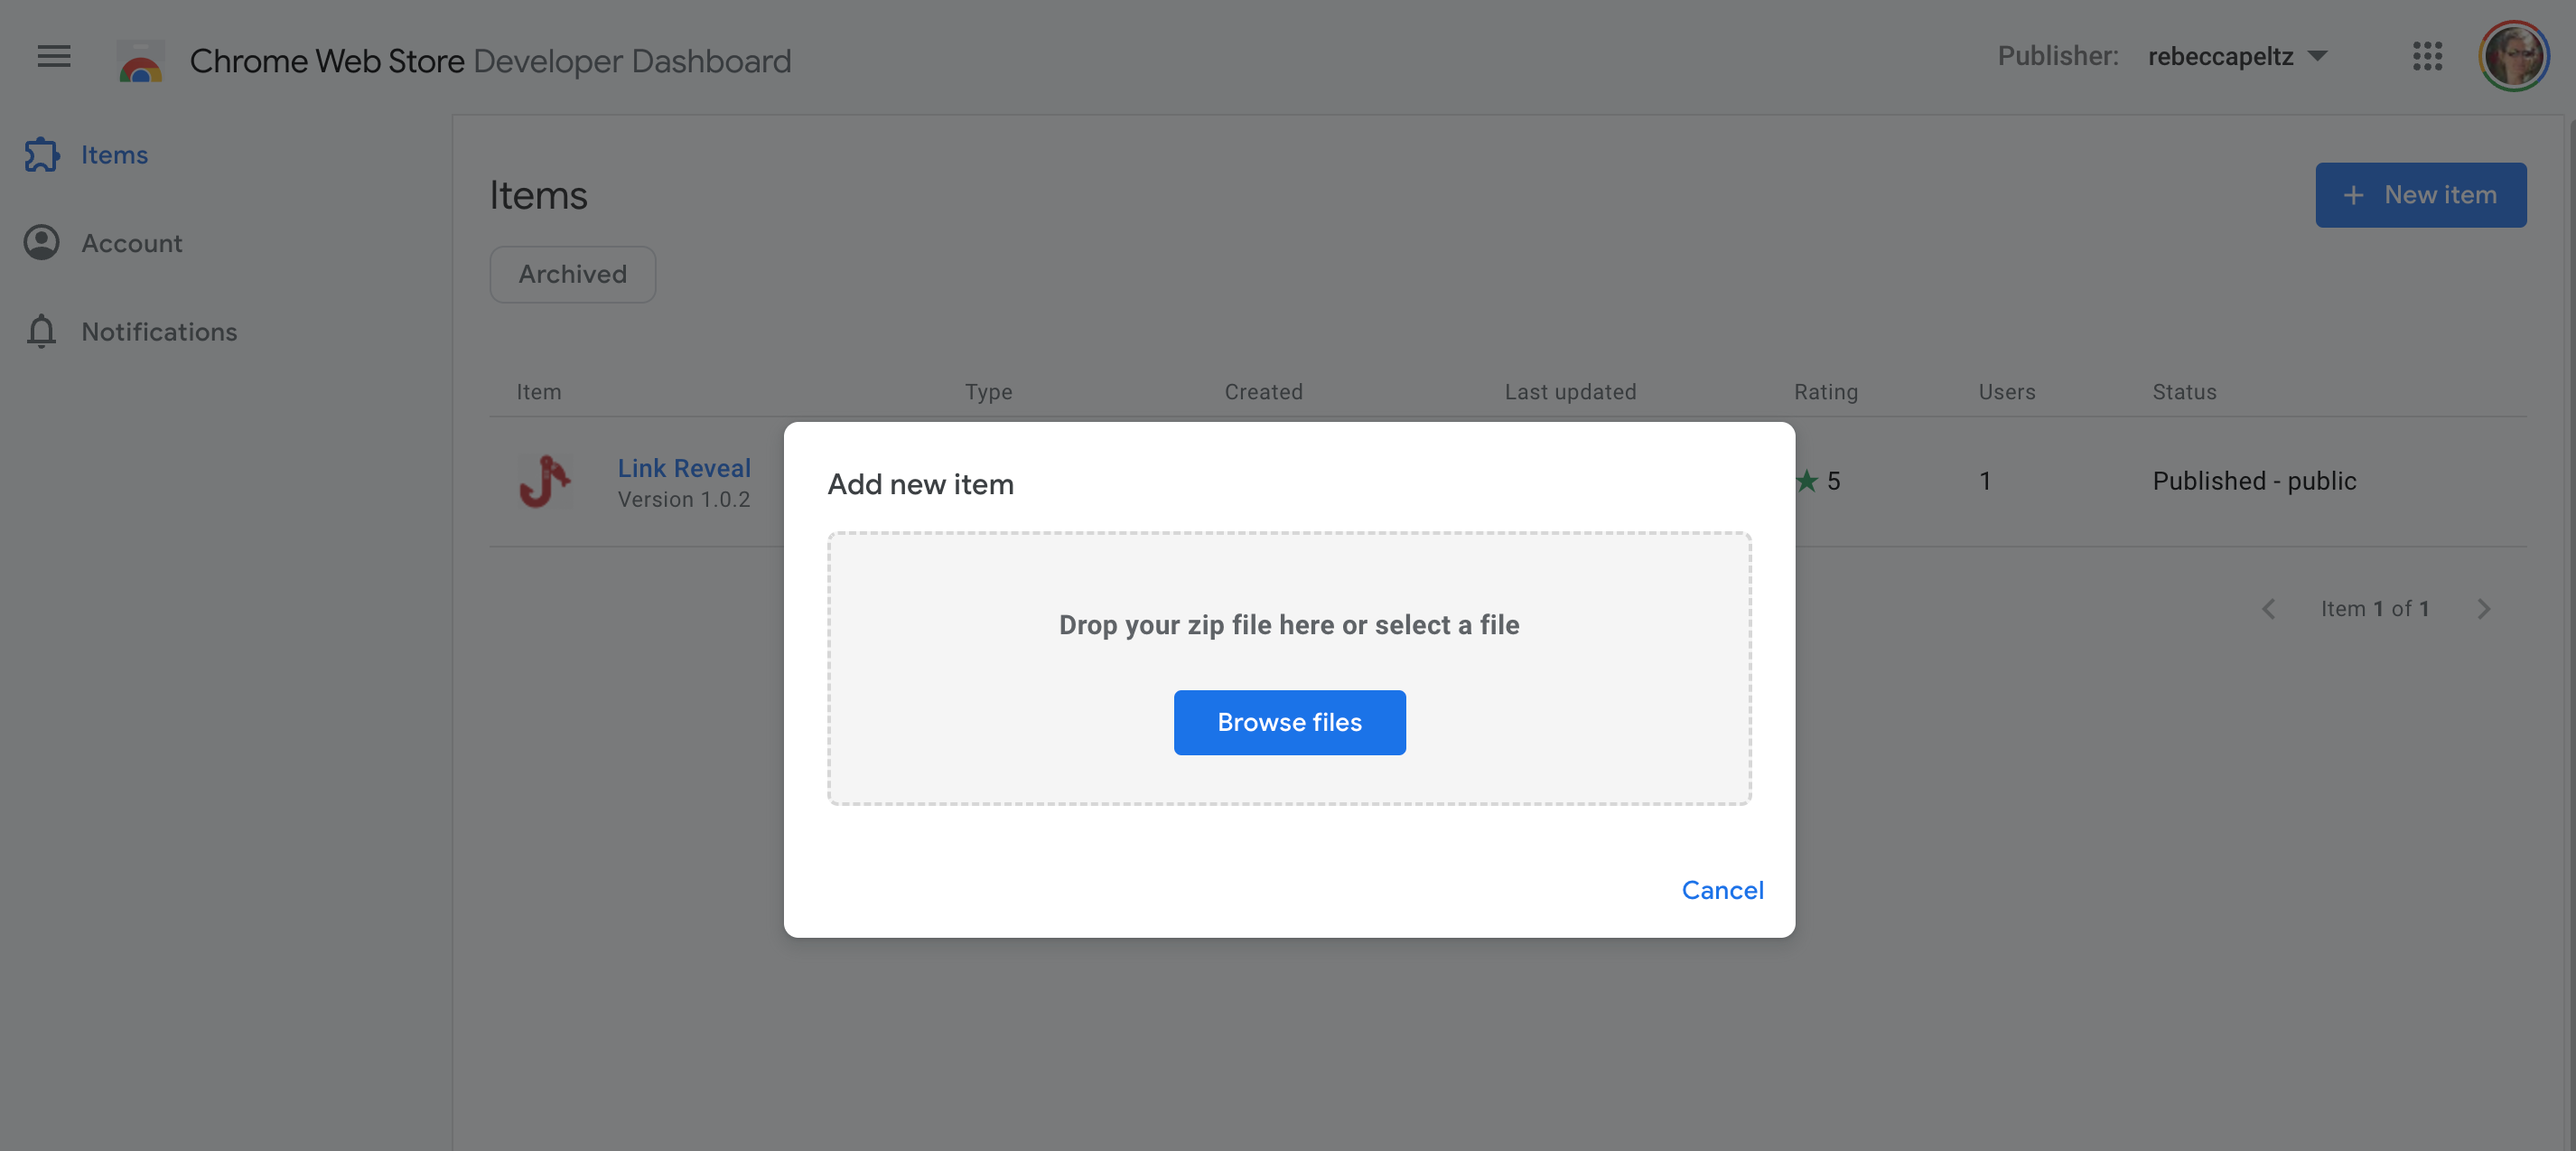 Chrome Web Store Developer Dashboard
Publisher: rebeccapeltz
Items
Account
Notifications
Items
+ New item
Archived
Item Type Created Last updated Rating Users Status
Link Reveal
Version 1.0.2
★ 5 1 Published - public
Item 1 of 1
Add new item
Drop your zip file here or select a file
Browse files
Cancel